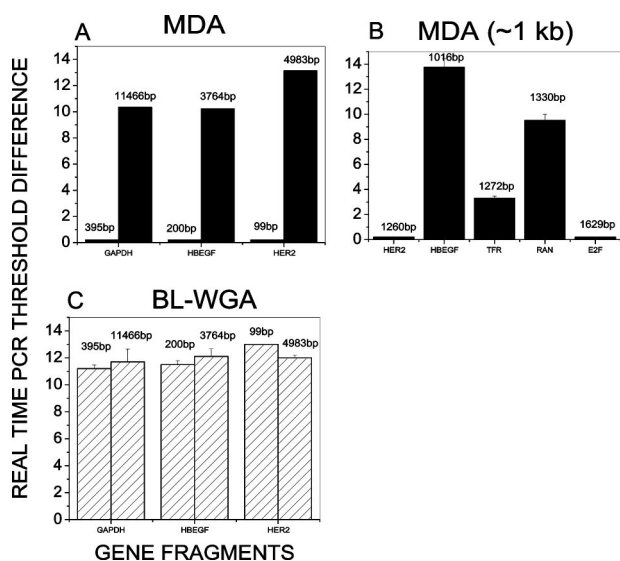 A
MDA
B
MDA (~1 kb)
REAL TIME PCR THRESHOLD DIFFERENCE
14
12
10
8
6
4
2
0
395bp
11466bp
200bp
3764bp
99bp
4983bp
GAPDH
HBEGF
HER2
14
12
10
8
6
4
2
0
1260bp
1016bp
1272bp
1330bp
1629bp
HER2
HBEGF
TFR
RAN
E2F
C
BL-WGA
14
12
10
8
6
4
2
0
395bp
11466bp
200bp
3764bp
99bp
4983bp
GAPDH
HBEGF
HER2
GENE FRAGMENTS